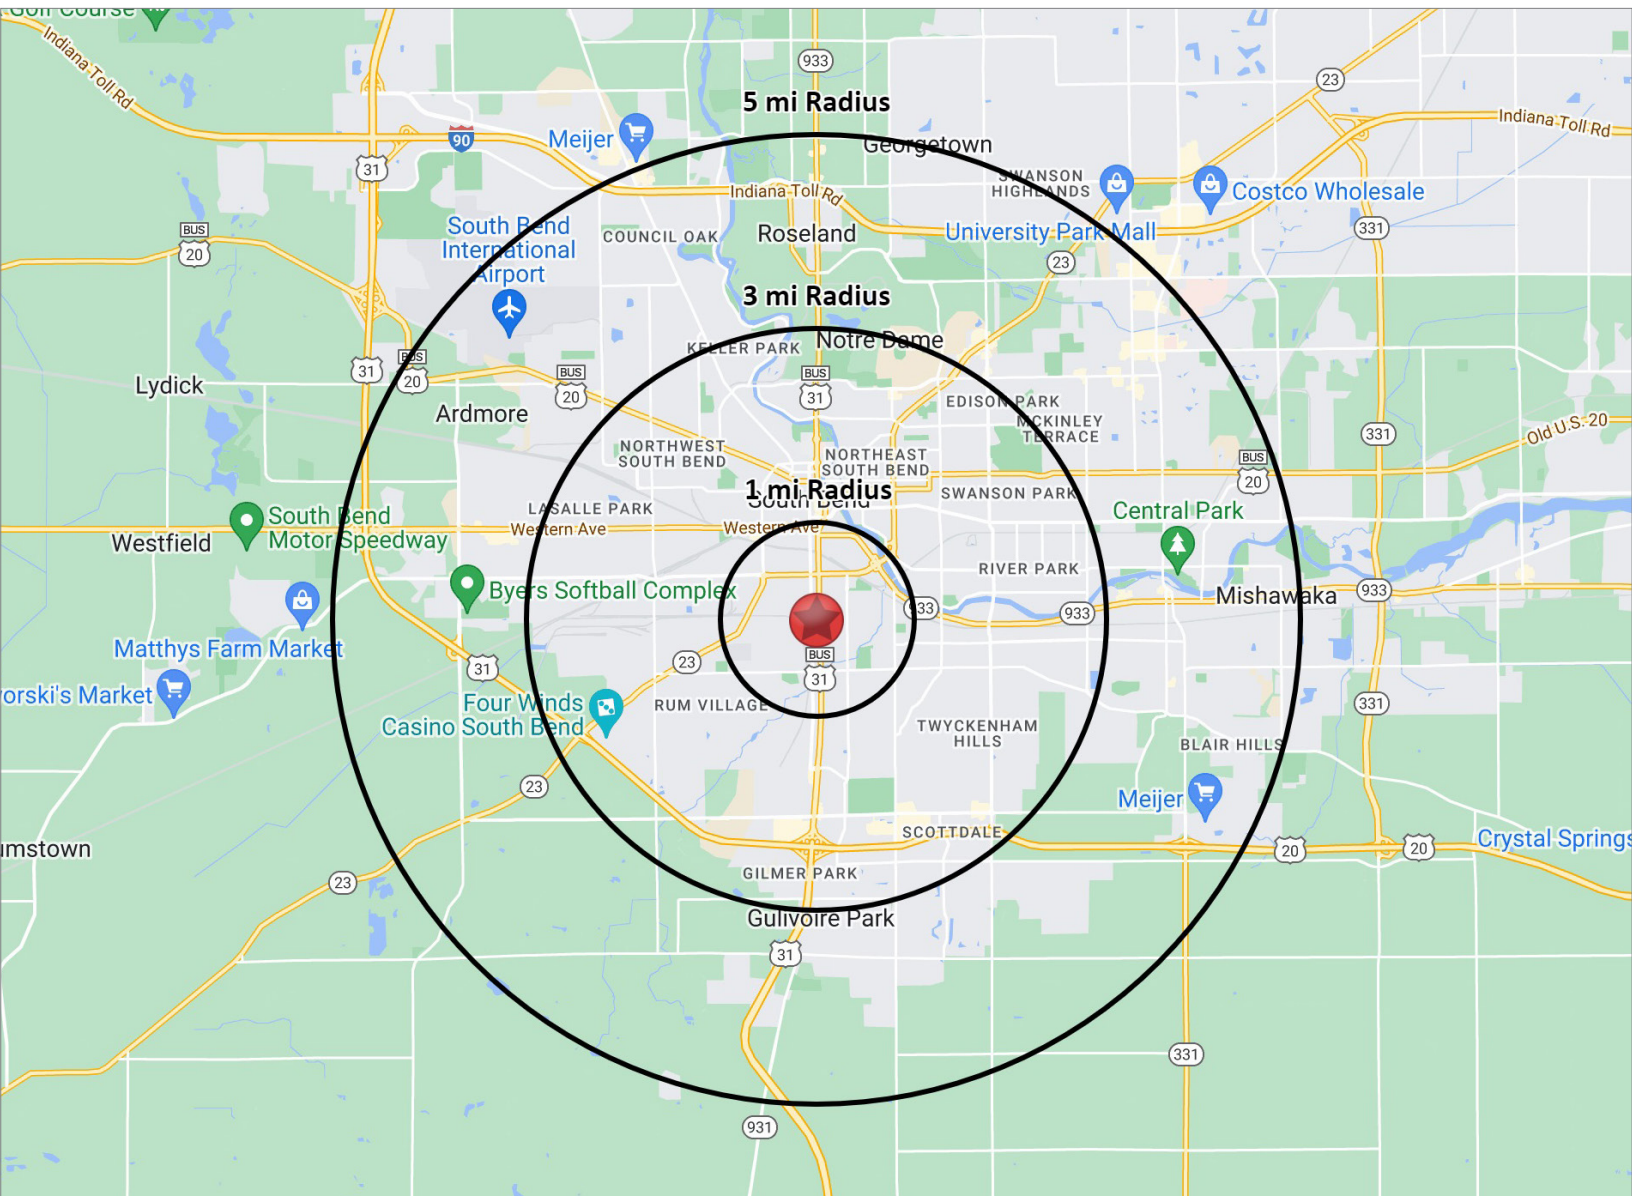 Golf Course
Indiana Toll Rd
933
23
5 mi Radius
Indiana Toll Rd
90
Meijer
Georgetown
31
SWANSON
HIGHLANDS
Indiana Toll Rd
Costco Wholesale
BUS
20
South Bend
International
Airport
COUNCIL OAK
Roseland
University Park Mall
331
23
3 mi Radius
KELLER PARK
Notre Dame
31
BUS
20
BUS
20
BUS
31
Lydick
Ardmore
EDISON PARK
MCKINLEY
TERRACE
331
Old U.S. 20
NORTHWEST
SOUTH BEND
NORTHEAST
SOUTH BEND
BUS
20
1 mi Radius
South Bend
SWANSON PARK
LASALLE PARK
Central Park
South Bend
Motor Speedway
Western Ave
Western Ave
Westfield
RIVER PARK
Byers Softball Complex
933
933
Mishawaka
933
Matthys Farm Market
BUS
31
23
31
orski's Market
Four Winds
Casino South Bend
RUM VILLAGE
331
TWYCKENHAM
HILLS
BLAIR HILLS
23
Meijer
SCOTTDALE
Crystal Springs
umstown
20
20
GILMER PARK
23
Gulivoire Park
31
331
931